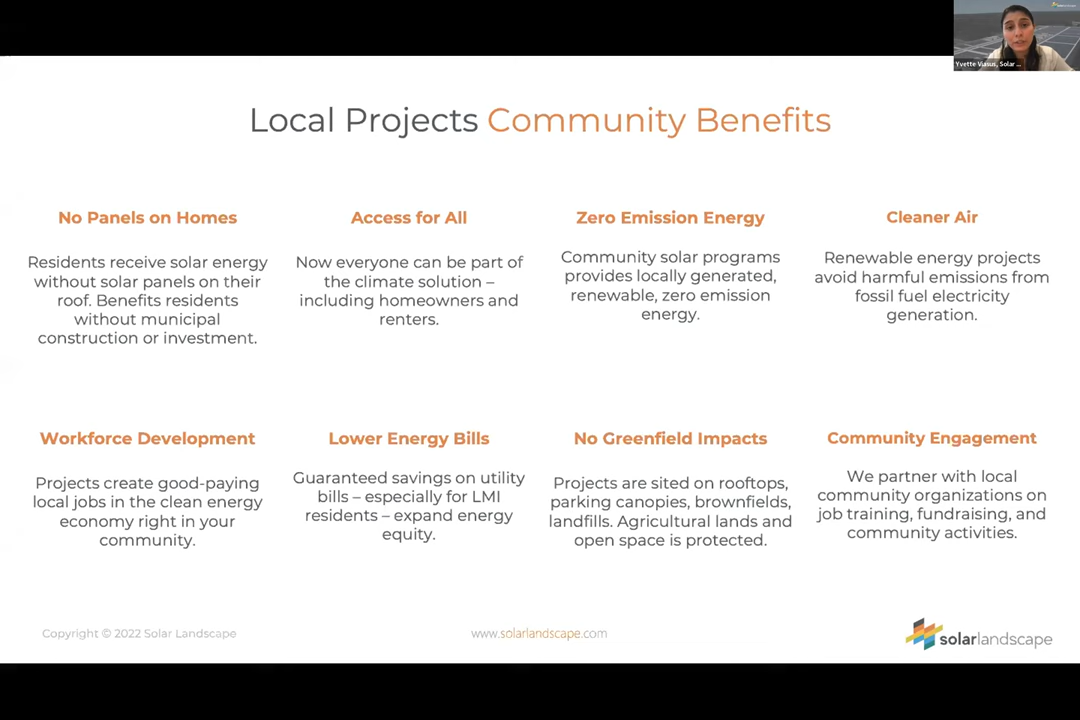 Yvette Viasus, Solar ...
Local Projects Community Benefits
No Panels on Homes
Residents receive solar energy
without solar panels on their
roof. Benefits residents
without municipal
construction or investment.
Access for All
Now everyone can be part of
the climate solution –
including homeowners and
renters.
Zero Emission Energy
Community solar programs
provides locally generated,
renewable, zero emission
energy.
Cleaner Air
Renewable energy projects
avoid harmful emissions from
fossil fuel electricity
generation.
Workforce Development
Projects create good-paying
local jobs in the clean energy
economy right in your
community.
Lower Energy Bills
Guaranteed savings on utility
bills – especially for LMI
residents – expand energy
equity.
No Greenfield Impacts
Projects are sited on rooftops,
parking canopies, brownfields,
landfills. Agricultural lands and
open space is protected.
Community Engagement
We partner with local
community organizations on
job training, fundraising, and
community activities.
Copyright © 2022 Solar Landscape
www.solarlandscape.com
solarlandscape